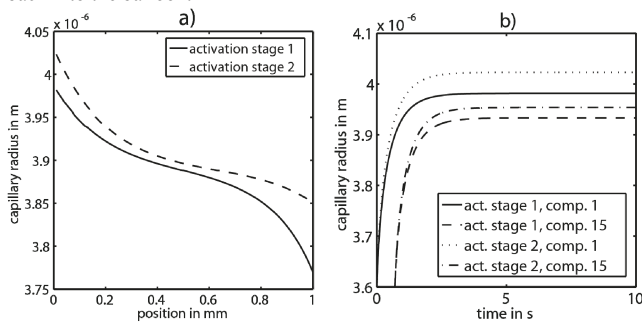 a)
x 10⁻⁶
4.05
4
3.95
3.9
3.85
3.8
3.75
0
0.2
0.4
0.6
0.8
1
capillary radius in m
position in mm
activation stage 1
activation stage 2
b)
x 10⁻⁶
4.1
4
3.9
3.8
3.7
3.6
0
5
10
capillary radius in m
time in s
act. stage 1, comp. 1
act. stage 1, comp. 15
act. stage 2, comp. 1
act. stage 2, comp. 15